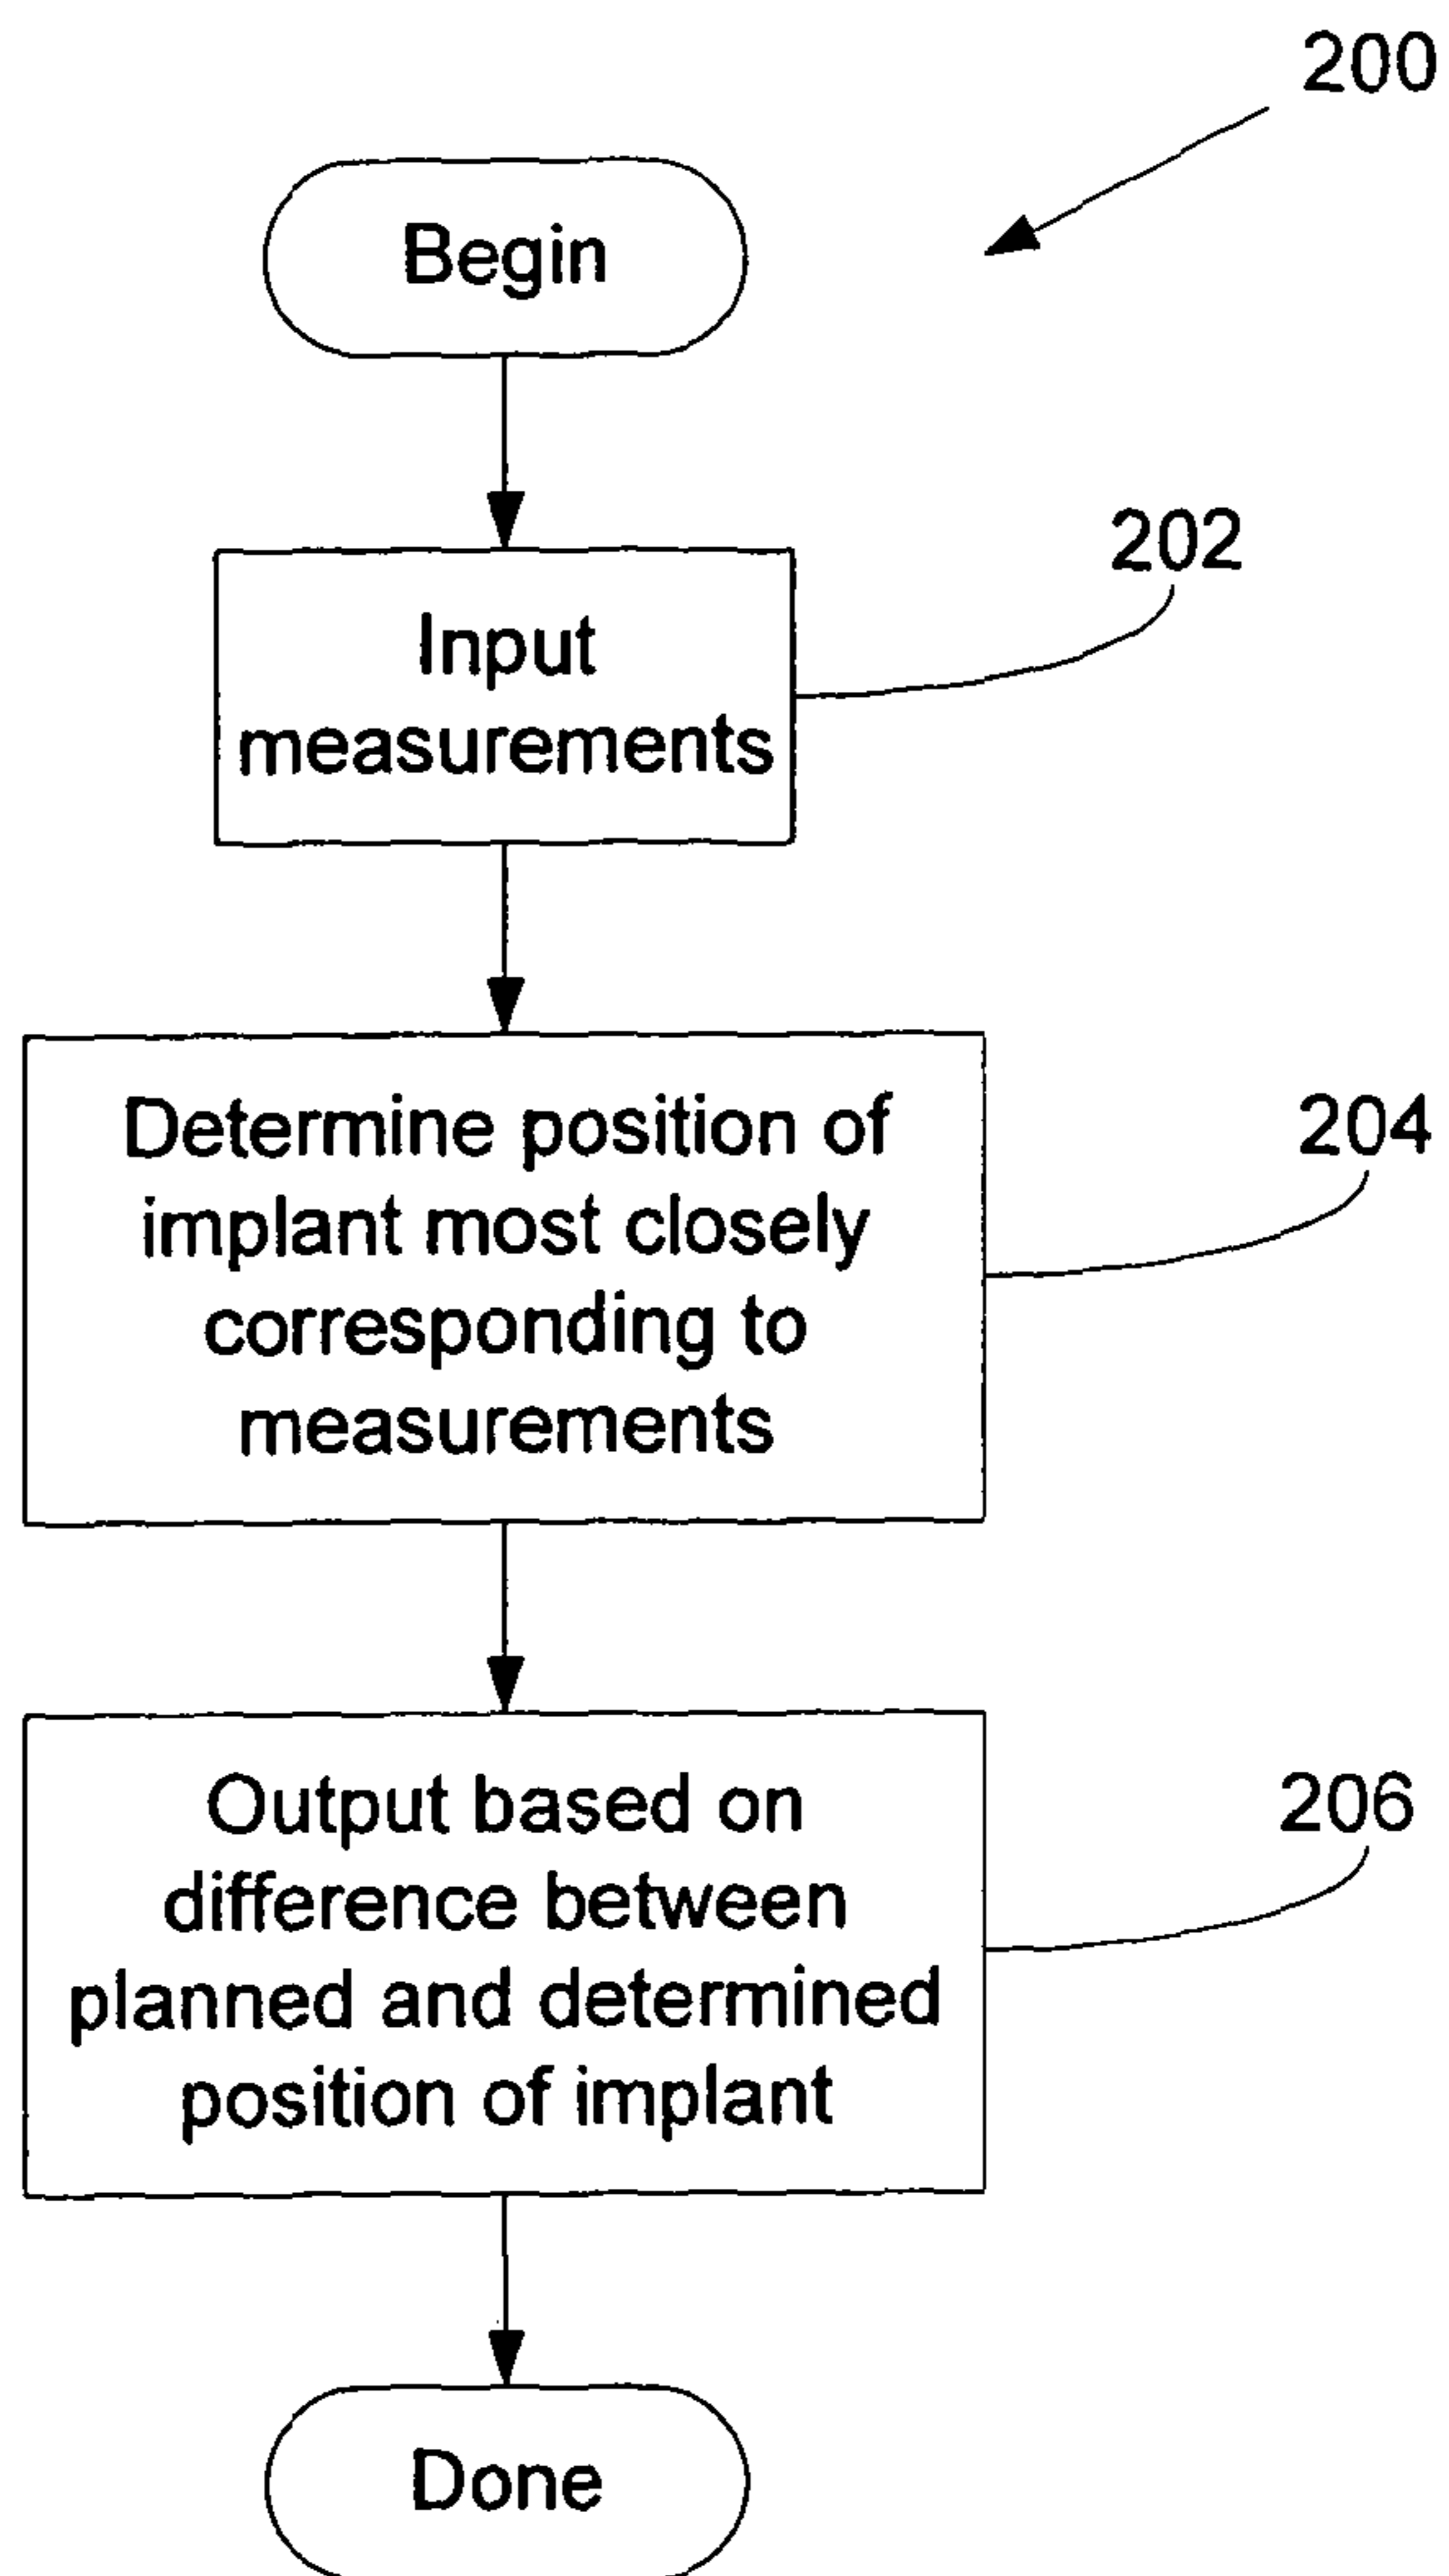 200
Begin
202
Input
measurements
204
Determine position of
implant most closely
corresponding to
measurements
206
Output based on
difference between
planned and determined
position of implant
Done